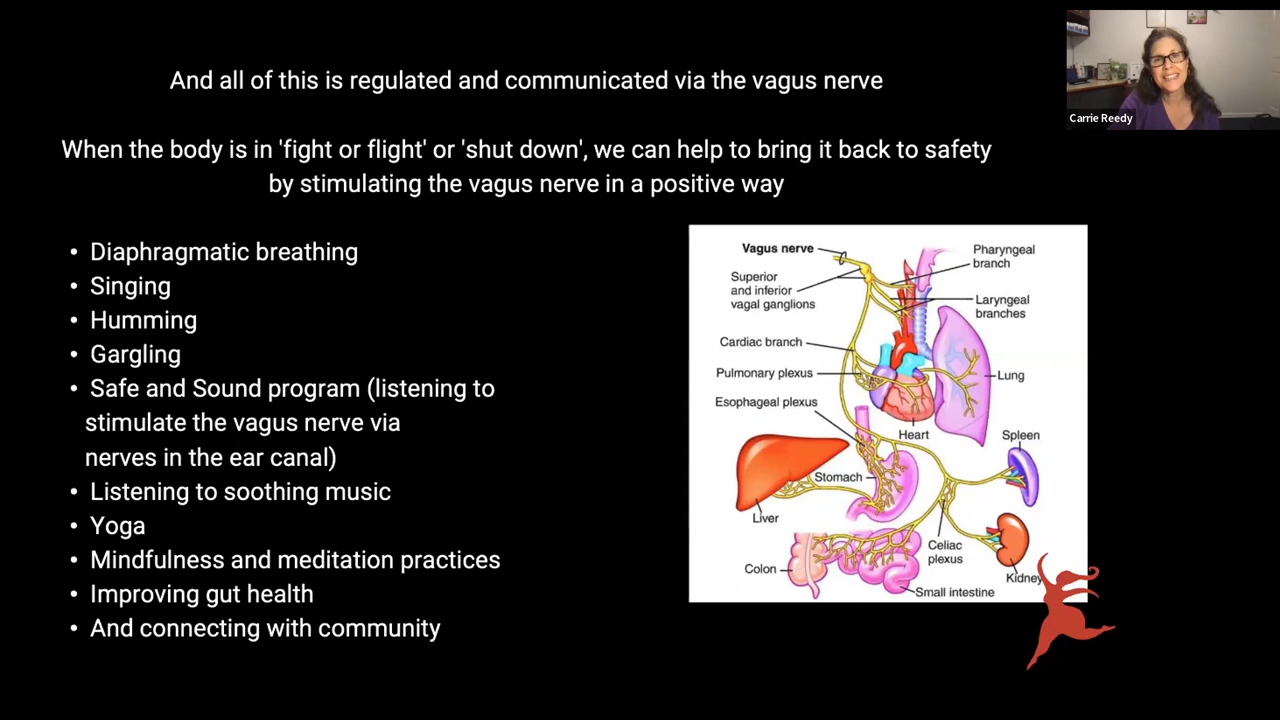 And all of this is regulated and communicated via the vagus nerve
Carrie Reedy
When the body is in 'fight or flight' or 'shut down', we can help to bring it back to safety
by stimulating the vagus nerve in a positive way
• Diaphragmatic breathing
• Singing
• Humming
• Gargling
• Safe and Sound program (listening to
stimulate the vagus nerve via
nerves in the ear canal)
• Listening to soothing music
• Yoga
• Mindfulness and meditation practices
• Improving gut health
• And connecting with community
Vagus nerve
Superior
and inferior
vagal ganglions
Cardiac branch
Pulmonary plexus
Esophageal plexus
Pharyngeal
branch
Laryngeal
branches
Lung
Heart
Spleen
Stomach
Liver
Celiac
plexus
Colon
Kidney
Small intestine